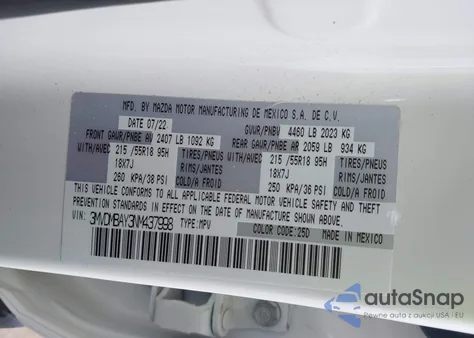 MFD. BY MAZDA MOTOR MANUFACTURING DE MEXICO S.A. DE C.V.
DATE 07/22 GVWR/PNBV 4460 LB 2023 KG
FRONT GAWR/PNBE AV 2407 LB 1092 KG REAR GAWR/PNBE AR 2059 LB 934 KG
WITH/AVEC 215/55R18 95H TIRES/PNEUS WITH/AVEC 215/55R18 95H TIRES/PNEUS
18X7J RIMS/JANTES 18X7J RIMS/JANTES
260 KPA/38 PSI COLD/A FROID 250 KPA/36 PSI COLD/A FROID
THIS VEHICLE CONFORMS TO ALL APPLICABLE FEDERAL MOTOR VEHICLE SAFETY AND THEFT
PREVENTION STANDARDS IN EFFECT ON THE DATE OF MANUFACTURE SHOWN ABOVE.
VIN: 3MVDMBAY3NM437998 TYPE: MPV COLOR CODE: 25D MADE IN MEXICO
autoSnap
Pewne auta z aukcji USA i EU